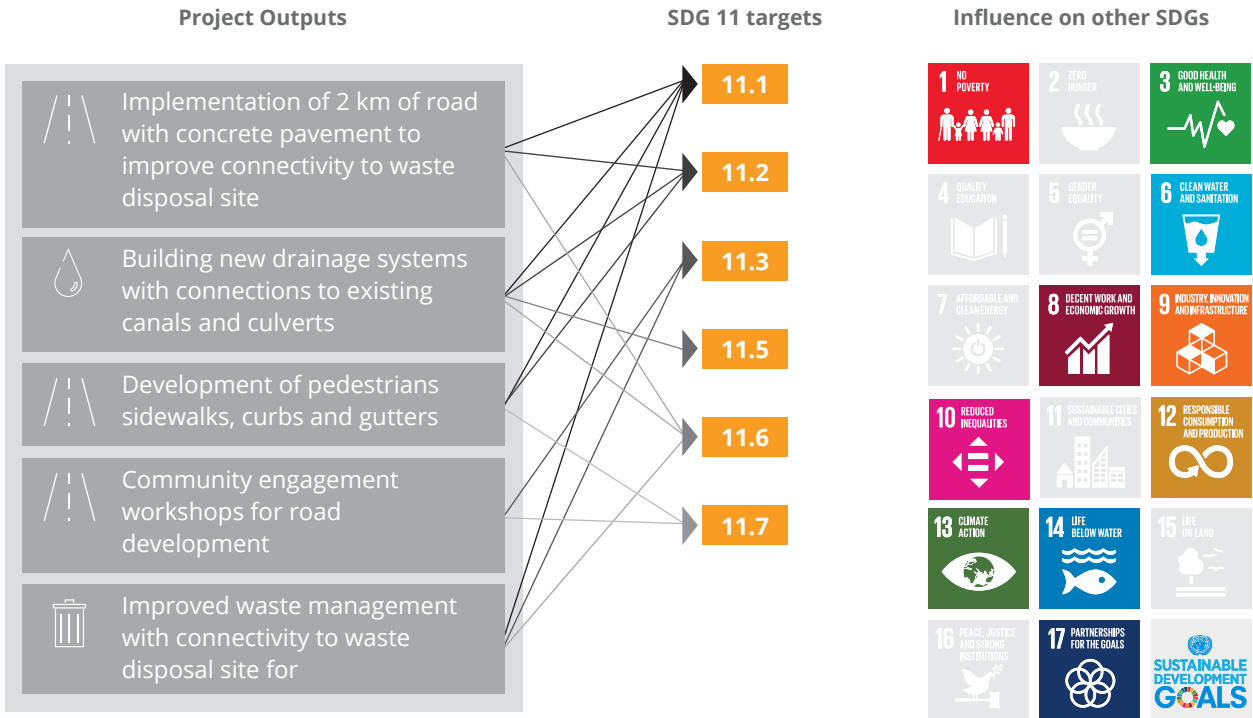 Project Outputs
SDG 11 targets
Influence on other SDGs
Implementation of 2 km of road
with concrete pavement to
improve connectivity to waste
disposal site
Building new drainage systems
with connections to existing
canals and culverts
Development of pedestrians
sidewalks, curbs and gutters
Community engagement
workshops for road
development
Improved waste management
with connectivity to waste
disposal site for
11.1
11.2
11.3
11.5
11.6
11.7
1 NO
POVERTY
2 ZERO
HUNGER
3 GOOD HEALTH
AND WELL-BEING
4 QUALITY
EDUCATION
5 GENDER
EQUALITY
6 CLEAN WATER
AND SANITATION
7 AFFORDABLE AND
CLEAN ENERGY
8 DECENT WORK AND
ECONOMIC GROWTH
9 INDUSTRY, INNOVATION
AND INFRASTRUCTURE
10 REDUCED
INEQUALITIES
11 SUSTAINABLE CITIES
AND COMMUNITIES
12 RESPONSIBLE
CONSUMPTION
AND PRODUCTION
13 CLIMATE
ACTION
14 LIFE
BELOW WATER
15 LIFE
ON LAND
16 PEACE, JUSTICE
AND STRONG
INSTITUTIONS
17 PARTNERSHIPS
FOR THE GOALS
SUSTAINABLE
DEVELOPMENT
GOALS